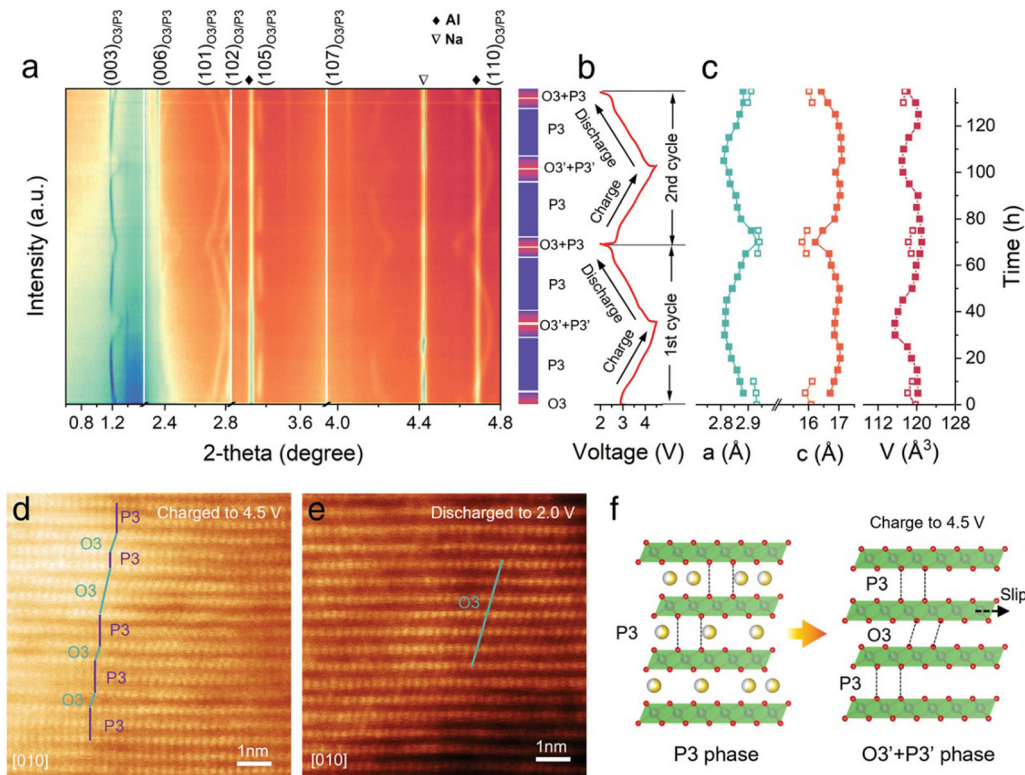 (003)O3/P3
(006)O3/P3
(101)O3/P3
(102)O3/P3
(105)O3/P3
(107)O3/P3
(110)O3/P3
♦ Al
▽ Na
a
Intensity (a.u.)
0.8 1.2 2.4 2.8 3.6 4.0 4.4 4.8
2-theta (degree)
O3+P3
P3
O3'+P3'
P3
O3+P3
P3
O3'+P3'
P3
O3
b
Discharge
Charge
2nd cycle
Discharge
Charge
1st cycle
2 4
Voltage (V)
c
2.8 2.9
a (Å)
16 17
c (Å)
112 120 128
V (Å³)
120
100
80
60
40
20
0
Time (h)
d
Charged to 4.5 V
P3
O3
P3
O3
P3
O3
P3
O3
P3
[010]
1nm
e
Discharged to 2.0 V
O3
[010]
1nm
f
Charge to 4.5 V
P3
Slip
P3
O3
P3
P3 phase
O3'+P3' phase